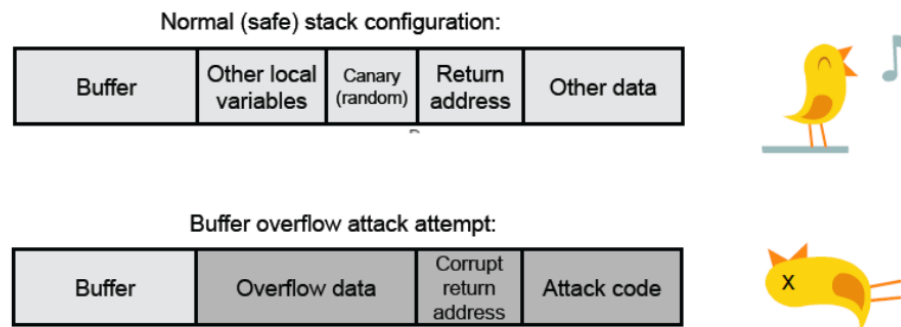 Normal (safe) stack configuration:
Buffer
Other local
variables
Canary
(random)
Return
address
Other data
Buffer overflow attack attempt:
Buffer
Overflow data
Corrupt
return
address
Attack code
x